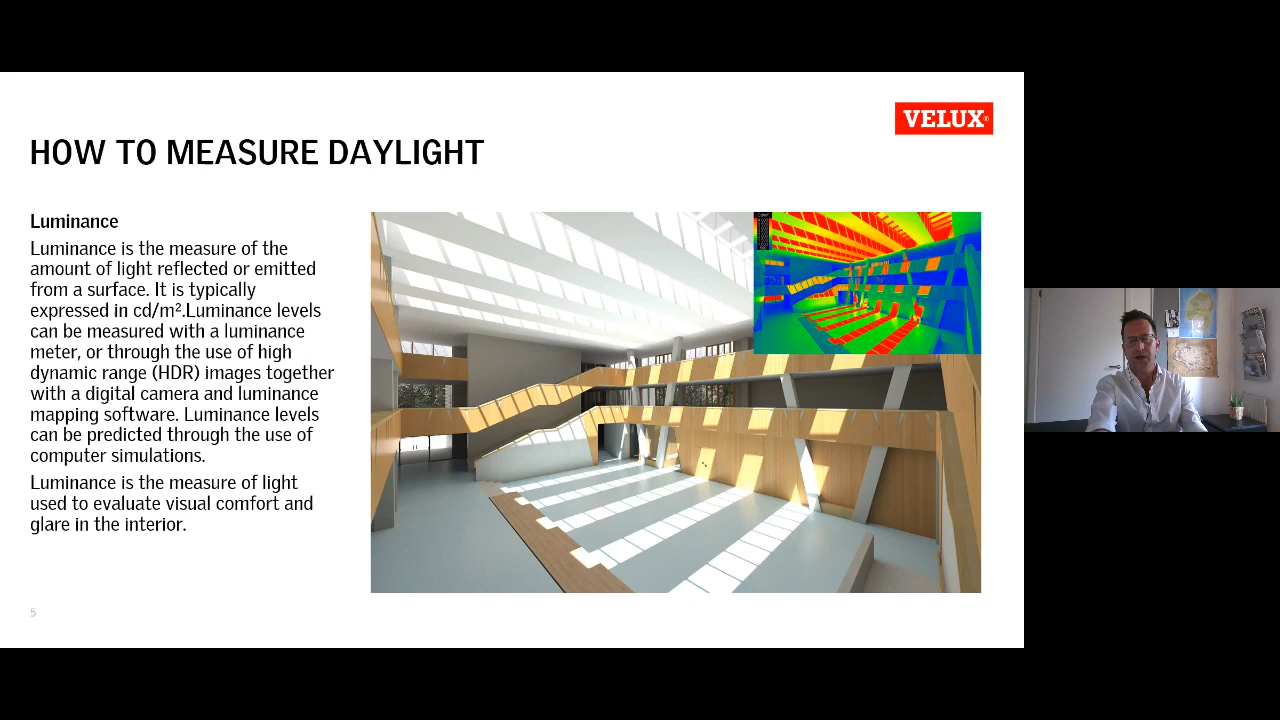 VELUX®
HOW TO MEASURE DAYLIGHT
Luminance
Luminance is the measure of the
amount of light reflected or emitted
from a surface. It is typically
expressed in cd/m².Luminance levels
can be measured with a luminance
meter, or through the use of high
dynamic range (HDR) images together
with a digital camera and luminance
mapping software. Luminance levels
can be predicted through the use of
computer simulations.
Luminance is the measure of light
used to evaluate visual comfort and
glare in the interior.
5